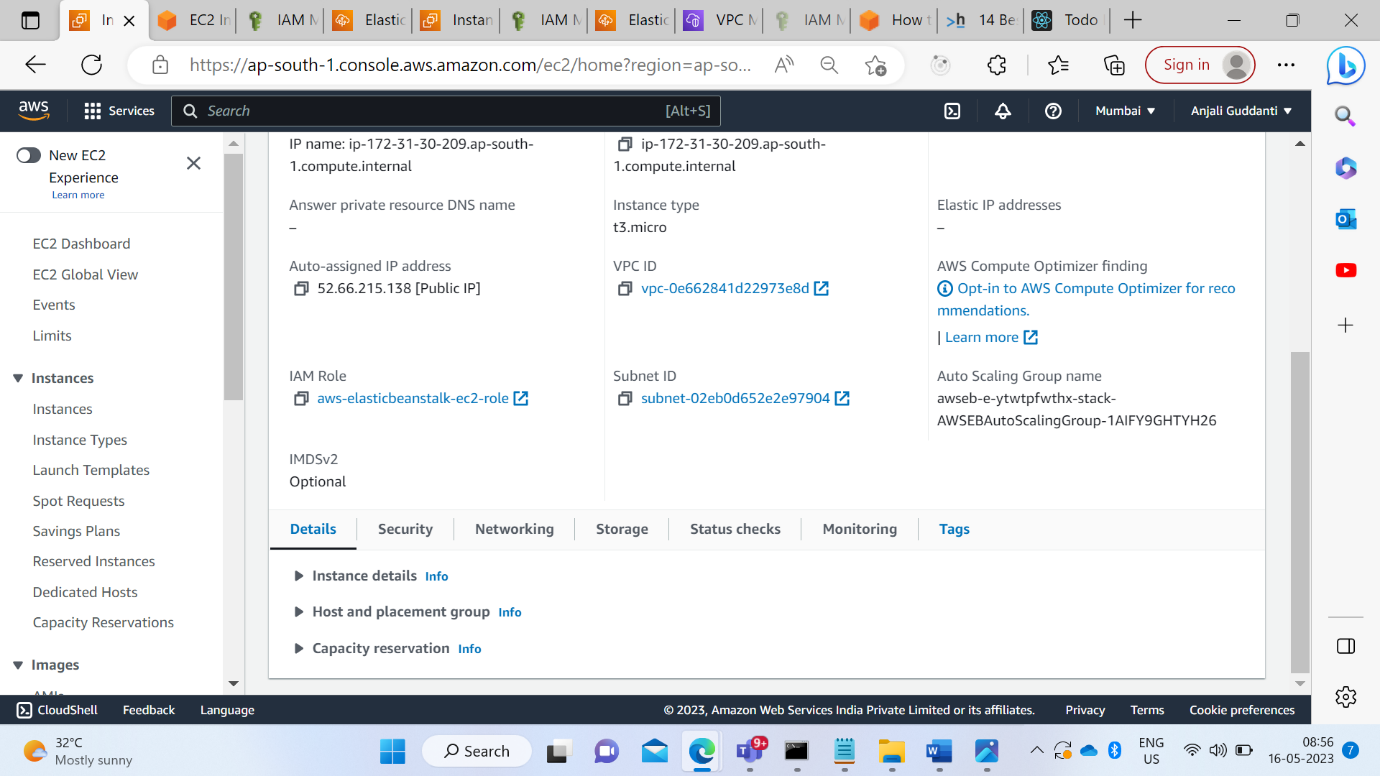 In
EC2 In
IAM M
Elastic
Instan
IAM M
Elastic
VPC M
IAM M
How t
14 Be
Todo
https://ap-south-1.console.aws.amazon.com/ec2/home?region=ap-so...
Sign in
aws
Services
Search
[Alt+S]
Mumbai
Anjali Guddanti
New EC2
Experience
Learn more
EC2 Dashboard
EC2 Global View
Events
Limits
Instances
Instances
Instance Types
Launch Templates
Spot Requests
Savings Plans
Reserved Instances
Dedicated Hosts
Capacity Reservations
Images
AMIs
IP name: ip-172-31-30-209.ap-south-
1.compute.internal
ip-172-31-30-209.ap-south-
1.compute.internal
Answer private resource DNS name
–
Instance type
t3.micro
Elastic IP addresses
–
Auto-assigned IP address
52.66.215.138 [Public IP]
VPC ID
vpc-0e662841d22973e8d
AWS Compute Optimizer finding
Opt-in to AWS Compute Optimizer for reco
mmendations.
| Learn more
IAM Role
aws-elasticbeanstalk-ec2-role
Subnet ID
subnet-02eb0d652e2e97904
Auto Scaling Group name
awseb-e-ytwtpfwthx-stack-
AWSEBAutoScalingGroup-1AIFY9GHTYH26
IMDSv2
Optional
Details
Security
Networking
Storage
Status checks
Monitoring
Tags
Instance details Info
Host and placement group Info
Capacity reservation Info
CloudShell
Feedback
Language
© 2023, Amazon Web Services India Private Limited or its affiliates.
Privacy
Terms
Cookie preferences
32°C
Mostly sunny
Search
9+
ENG
US
08:56
16-05-2023
7